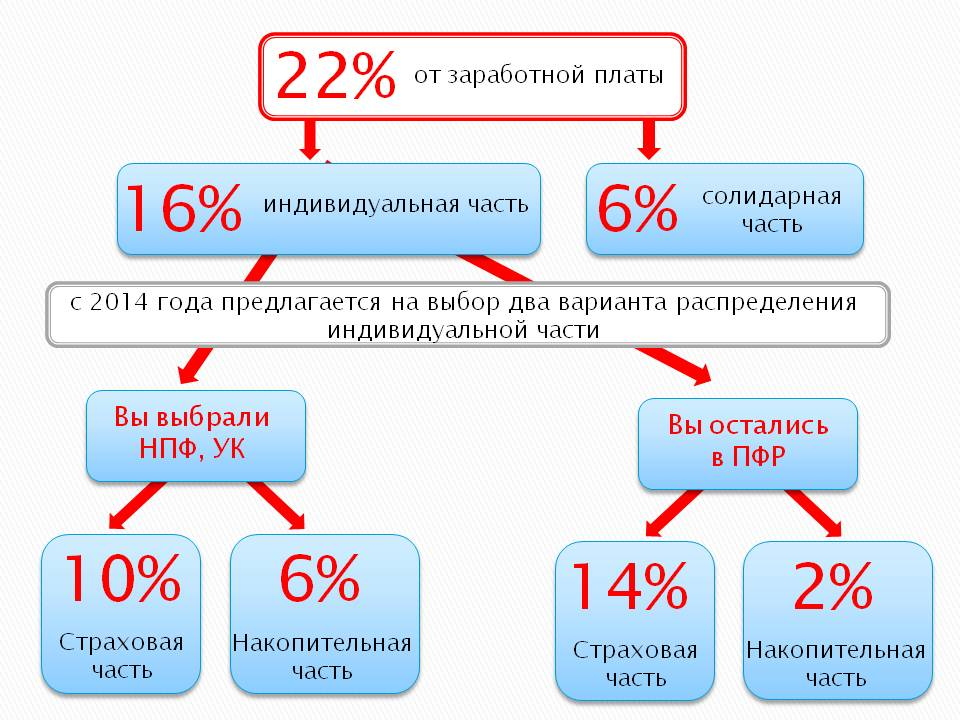 22% от заработной платы
16% индивидуальная часть
6% солидарная
часть
с 2014 года предлагается на выбор два варианта распределения
индивидуальной части
Вы выбрали
НПФ, УК
Вы остались
в ПФР
10%
Страховая
часть
6%
Накопительная
часть
14%
Страховая
часть
2%
Накопительная
часть